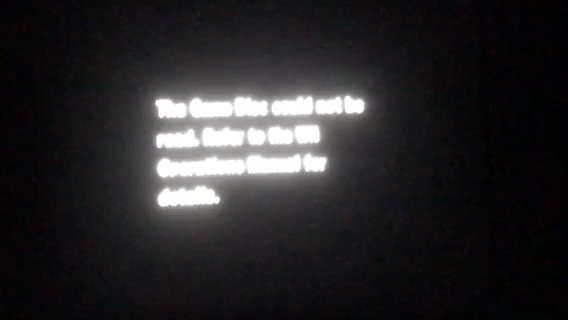 The Game Disc could not be
read. Refer to the Wii
Operations Manual for
details.